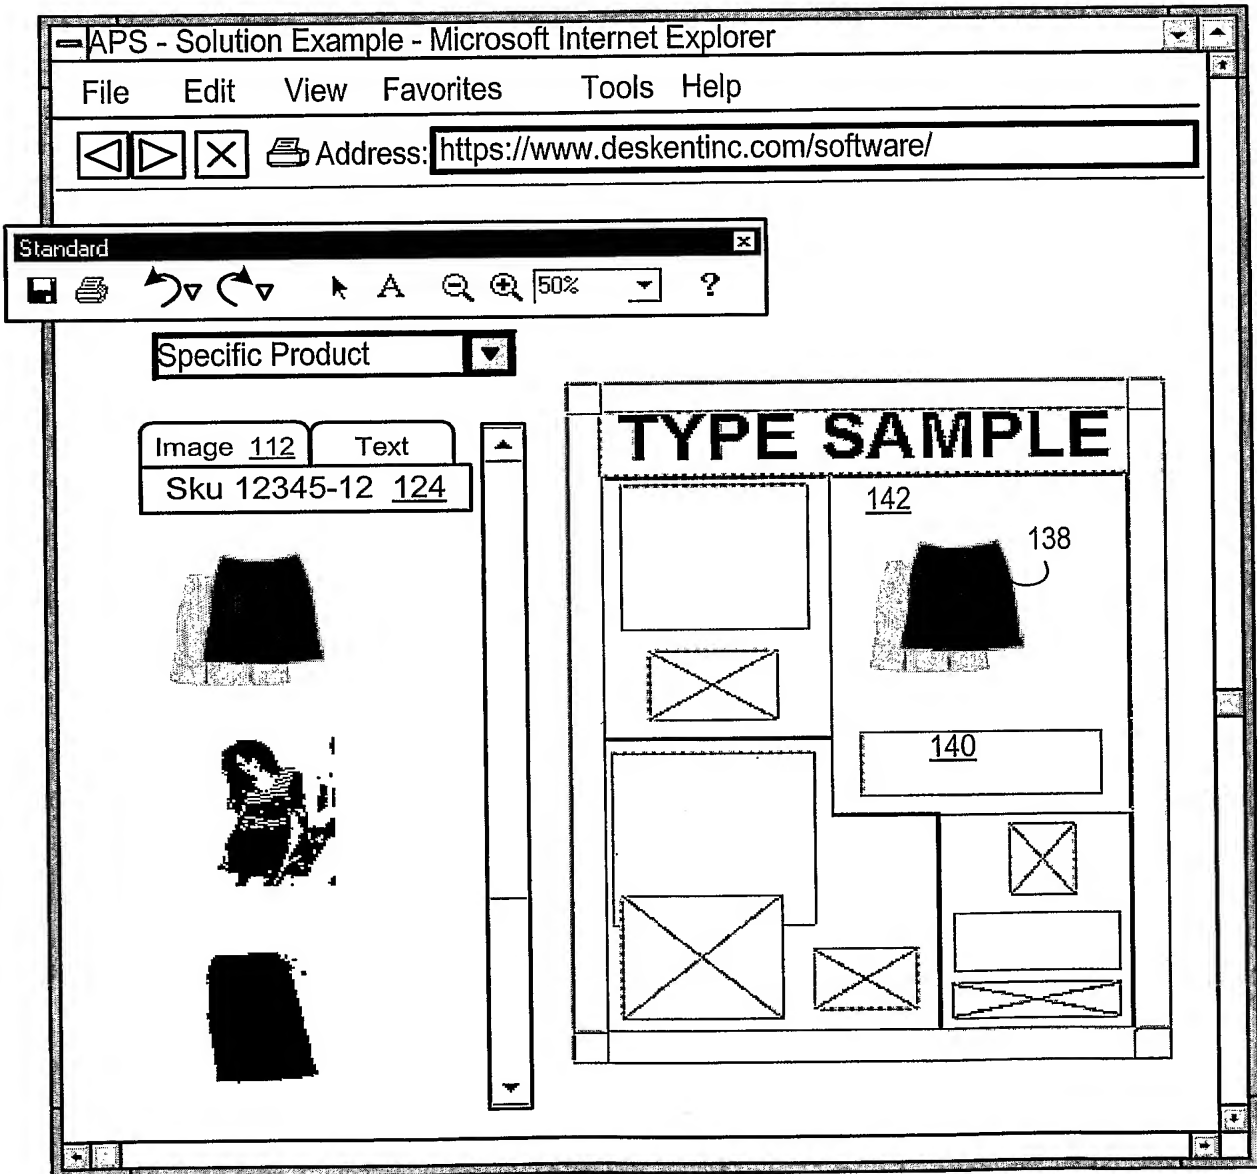 APS - Solution Example - Microsoft Internet Explorer
File Edit View Favorites Tools Help
Address: https://www.deskentinc.com/software/
Standard
A 50% ?
Specific Product
Image 112 Text
Sku 12345-12 124
TYPE SAMPLE
142
138
140